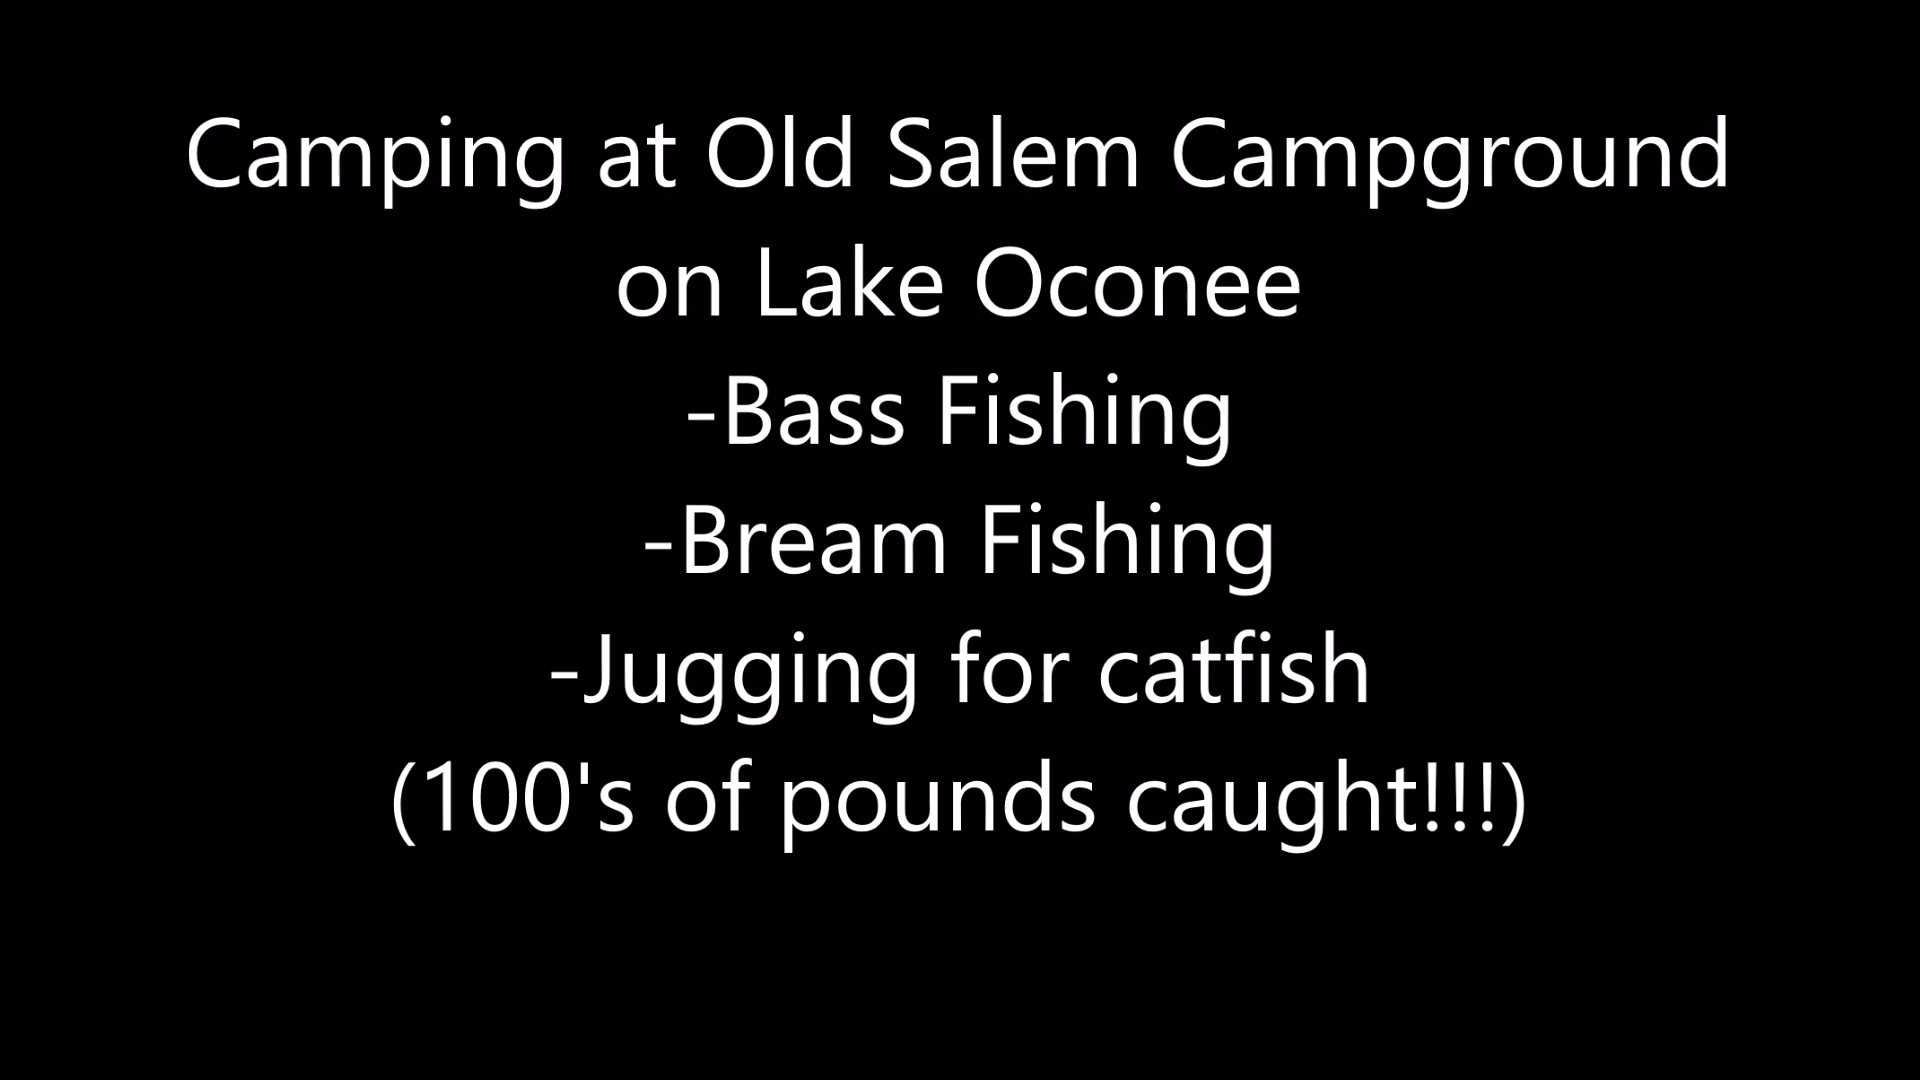 Camping at Old Salem Campground
on Lake Oconee
-Bass Fishing
-Bream Fishing
-Jugging for catfish
(100's of pounds caught!!!)